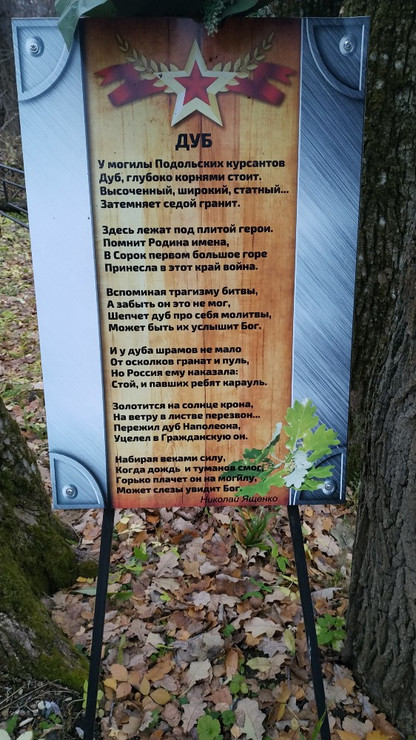 ДУБ
У могилы Подольских курсантов
Дуб, глубоко корнями стоит.
Высоченный, широкий, статный...
Затемняет седой гранит.
Здесь лежат под плитой герои.
Помнит Родина имена,
В Сорок первом большое горе
Принесла в этот край война.
Вспоминая трагизму битвы,
А забыть он это не мог,
Шепчет дуб про себя молитвы,
Может быть их услышит Бог.
И у дуба шрамов не мало
От осколков гранат и пуль,
Но Россия ему наказала:
Стой, и павших ребят карауль.
Золотится на солнце крона,
На ветру в листве перезвон...
Пережил дуб Наполеона,
Уцелел в Гражданскую он.
Набирая веками силу,
Когда дождь и туманов смог,
Горько плачет он на могилу,
Может слезы увидит Бог.
Николай Ященко